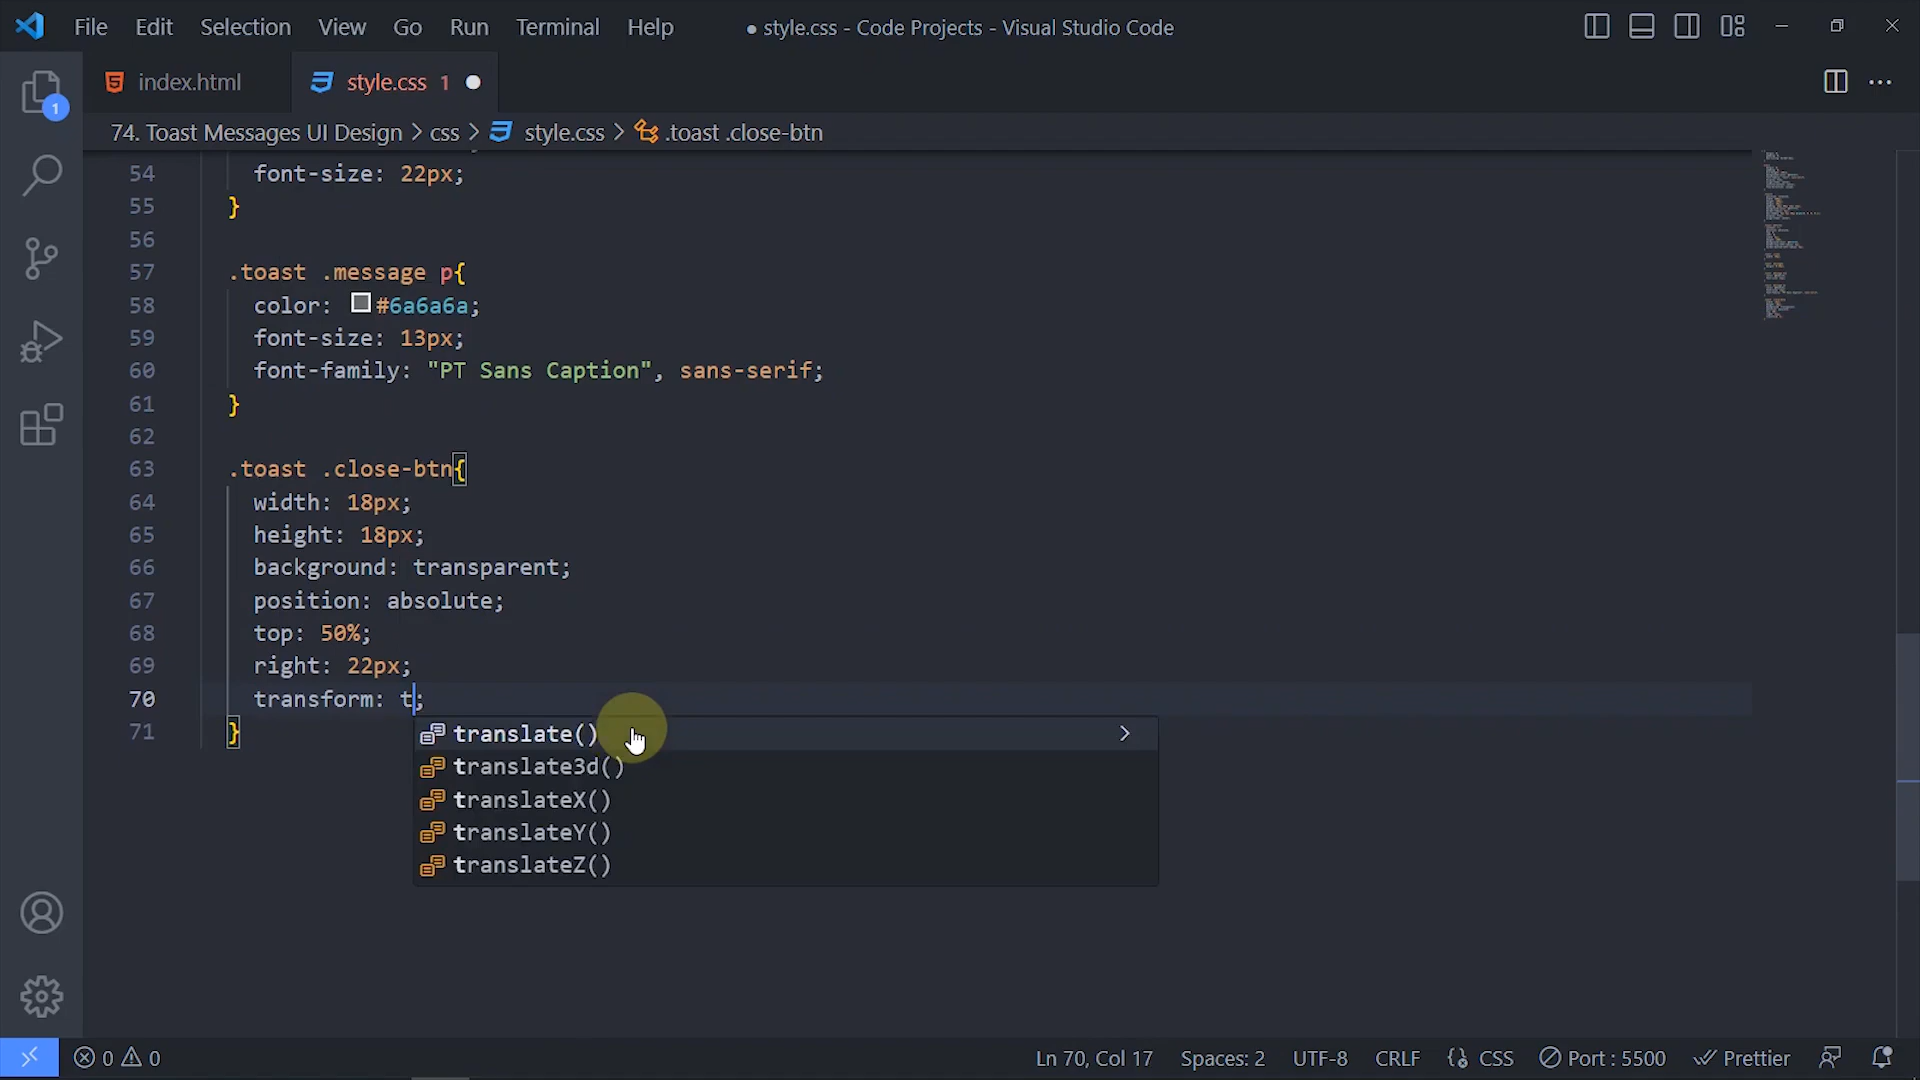 File Edit Selection View Go Run Terminal Help ● style.css - Code Projects - Visual Studio Code
index.html style.css 1
1
74. Toast Messages UI Design > css > style.css > .toast .close-btn
54 font-size: 22px;
55 }
56
57 .toast .message p{
58 color: #6a6a6a;
59 font-size: 13px;
60 font-family: "PT Sans Caption", sans-serif;
61 }
62
63 .toast .close-btn{
64 width: 18px;
65 height: 18px;
66 background: transparent;
67 position: absolute;
68 top: 50%;
69 right: 22px;
70 transform: t;
71 }
translate()
translate3d()
translateX()
translateY()
translateZ()
0 0 Ln 70, Col 17 Spaces: 2 UTF-8 CRLF CSS Port : 5500 Prettier